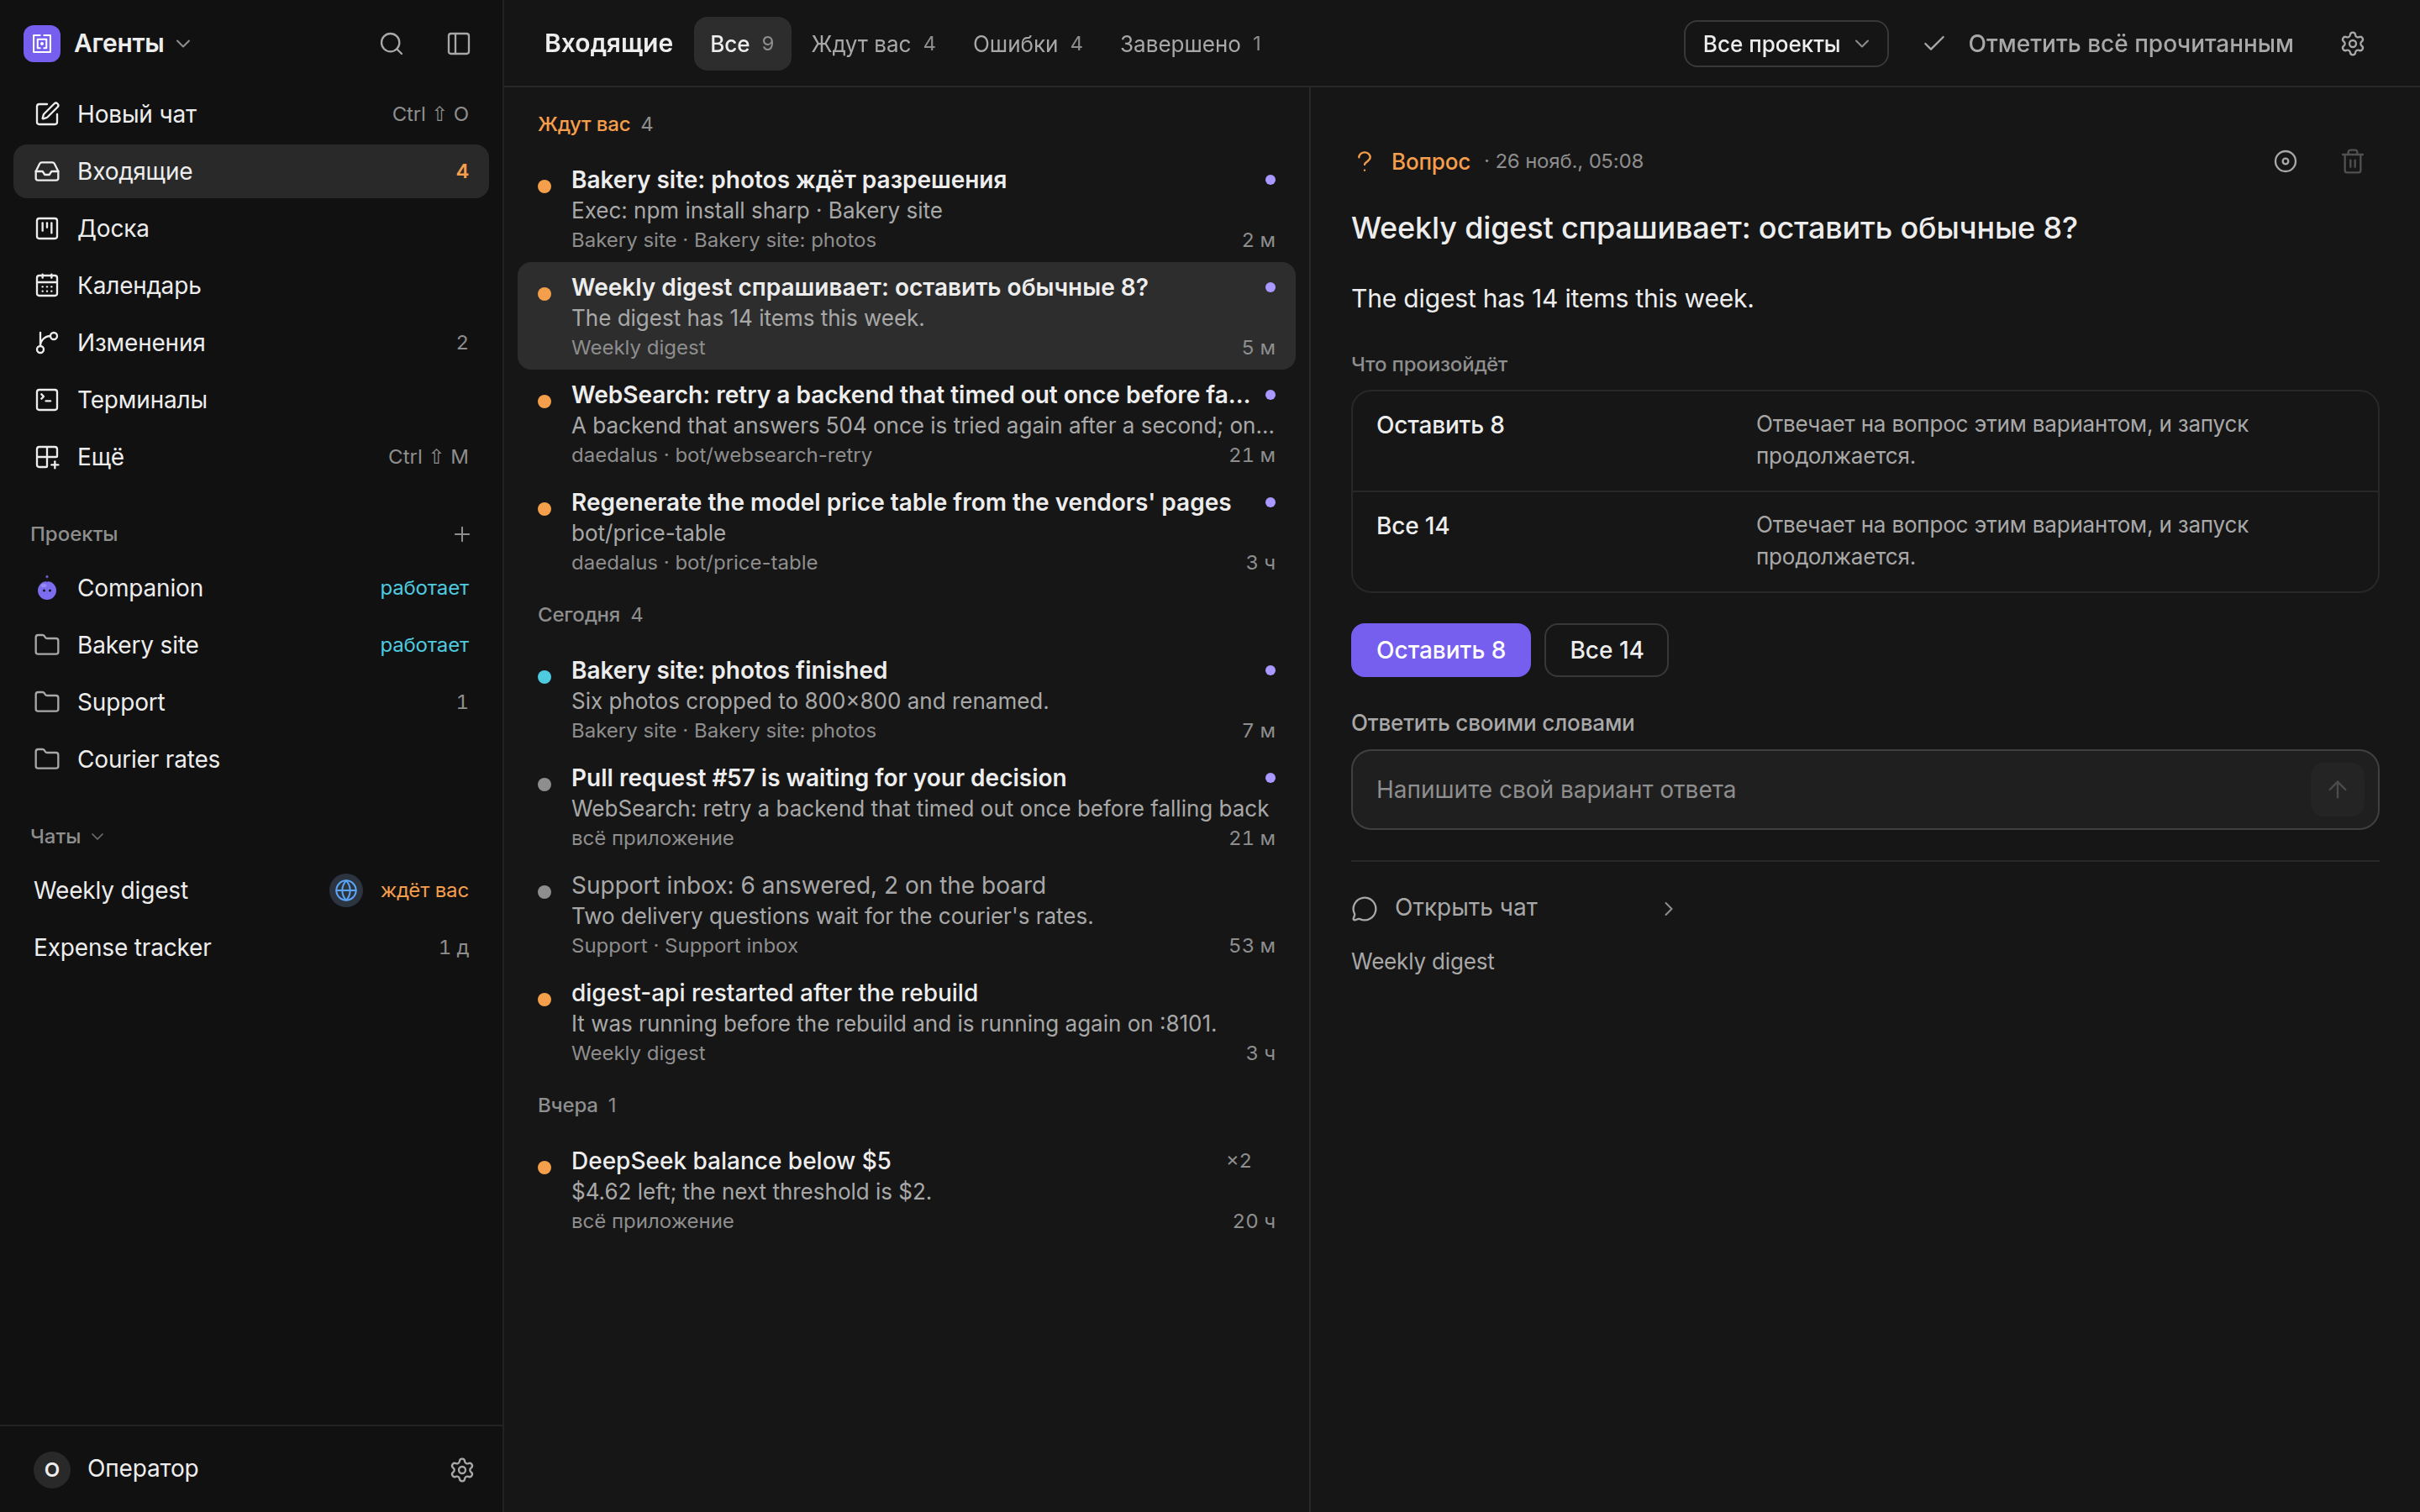 Агенты
Новый чат Ctrl ⇧ O
Входящие 4
Доска
Календарь
Изменения 2
Терминалы
Ещё Ctrl ⇧ M
Проекты
Companion работает
Bakery site работает
Support 1
Courier rates
Чаты
Weekly digest ждёт вас
Expense tracker 1 д
О Оператор
Входящие Все 9 Ждут вас 4 Ошибки 4 Завершено 1
Все проекты Отметить всё прочитанным
Ждут вас 4
Bakery site: photos ждёт разрешения
Exec: npm install sharp · Bakery site
Bakery site · Bakery site: photos 2 м
Weekly digest спрашивает: оставить обычные 8?
The digest has 14 items this week.
Weekly digest 5 м
WebSearch: retry a backend that timed out once before fa...
A backend that answers 504 once is tried again after a second; on...
daedalus · bot/websearch-retry 21 м
Regenerate the model price table from the vendors' pages
bot/price-table
daedalus · bot/price-table 3 ч
Сегодня 4
Bakery site: photos finished
Six photos cropped to 800×800 and renamed.
Bakery site · Bakery site: photos 7 м
Pull request #57 is waiting for your decision
WebSearch: retry a backend that timed out once before falling back
всё приложение 21 м
Support inbox: 6 answered, 2 on the board
Two delivery questions wait for the courier's rates.
Support · Support inbox 53 м
digest-api restarted after the rebuild
It was running before the rebuild and is running again on :8101.
Weekly digest 3 ч
Вчера 1
DeepSeek balance below $5 ×2
$4.62 left; the next threshold is $2.
всё приложение 20 ч
? Вопрос · 26 нояб., 05:08
Weekly digest спрашивает: оставить обычные 8?
The digest has 14 items this week.
Что произойдёт
Оставить 8 Отвечает на вопрос этим вариантом, и запуск
продолжается.
Все 14 Отвечает на вопрос этим вариантом, и запуск
продолжается.
Оставить 8 Все 14
Ответить своими словами
Напишите свой вариант ответа
Открыть чат
Weekly digest